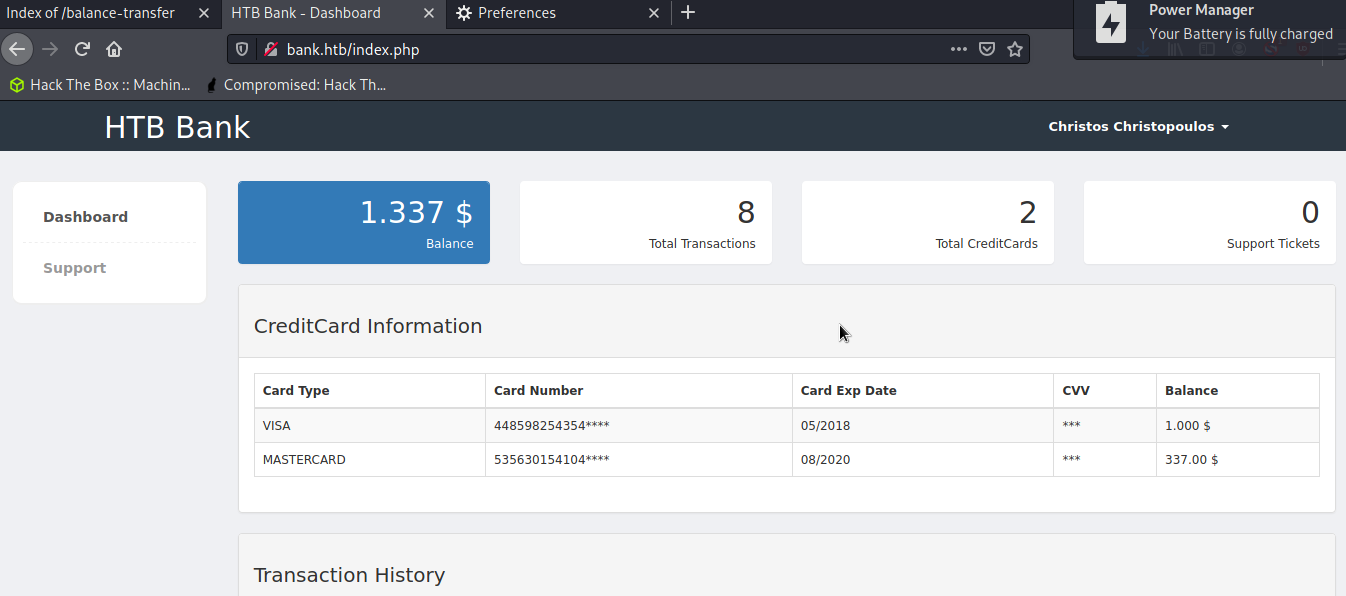 Index of /balance-transfer
HTB Bank - Dashboard
Preferences
Power Manager
Your Battery is fully charged
bank.htb/index.php
Hack The Box :: Machin...
Compromised: Hack Th...
HTB Bank
Christos Christopoulos
Dashboard
Support
1.337 $
Balance
8
Total Transactions
2
Total CreditCards
0
Support Tickets
CreditCard Information
Card Type Card Number Card Exp Date CVV Balance
VISA 448598254354**** 05/2018 *** 1.000 $
MASTERCARD 535630154104**** 08/2020 *** 337.00 $
Transaction History